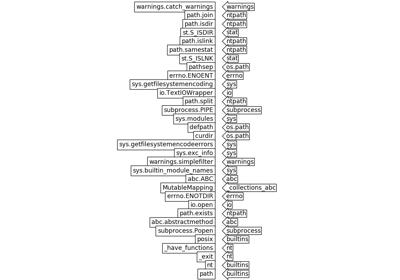 warnings.catch_warnings warnings
path.join ntpath
path.isdir ntpath
st.S_ISDIR stat
path.islink ntpath
path.samestat ntpath
st.S_ISLNK stat
pathsep os.path
errno.ENOENT errno
sys.getfilesystemencoding sys
io.TextIOWrapper io
path.split ntpath
subprocess.PIPE subprocess
sys.modules sys
defpath os.path
curdir os.path
sys.getfilesystemencodeerrors sys
sys.exc_info sys
warnings.simplefilter warnings
sys.builtin_module_names sys
abc.ABC abc
MutableMapping _collections_abc
errno.ENOTDIR errno
io.open io
path.exists ntpath
abc.abstractmethod abc
subprocess.Popen subprocess
posix builtins
_have_functions nt
_exit nt
nt builtins
path builtins